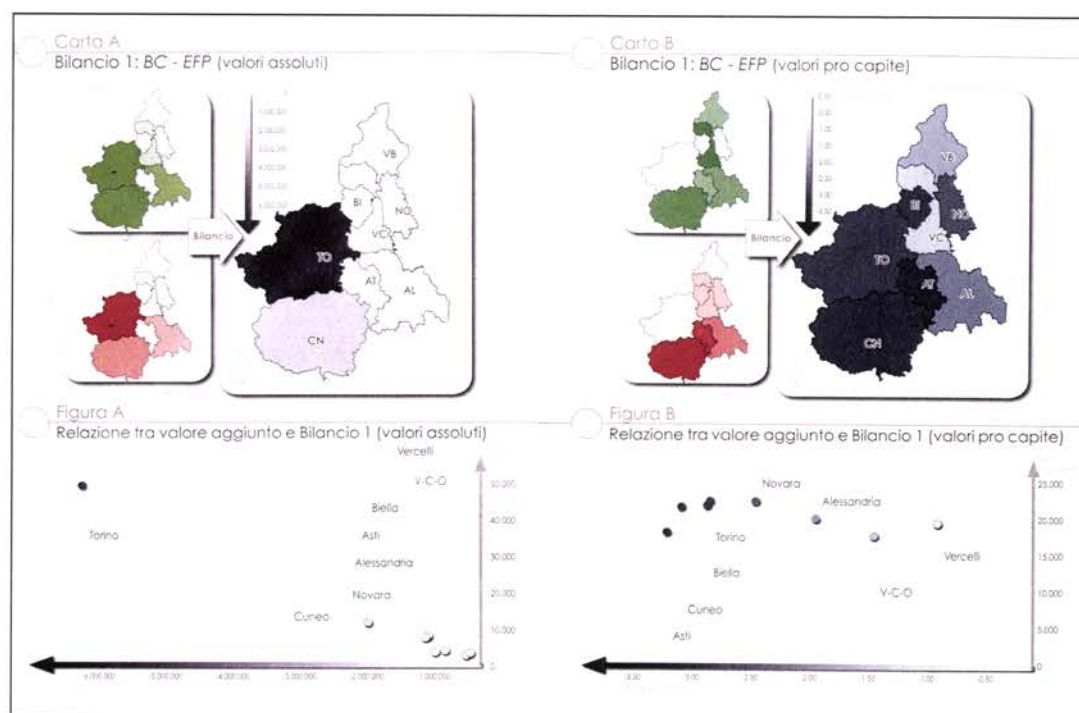 Carta A
Bilancio 1: BC - EFP (valori assoluti)
Bilancio
VB
BI
NO
VC
TO
AT
AL
CN
Carta B
Bilancio 1: BC - EFP (valori pro capite)
Bilancio
VB
BI
NO
VC
TO
AT
AL
CN
Figura A
Relazione tra valore aggiunto e Bilancio 1 (valori assoluti)
Vercelli
V-C-O
Biella
Torino
Asti
Alessandria
Novara
Cuneo
50.000
40.000
30.000
20.000
10.000
0
Figura B
Relazione tra valore aggiunto e Bilancio 1 (valori pro capite)
Novara
Alessandria
Torino
Vercelli
Biella
V-C-O
Cuneo
Asti
25.000
20.000
15.000
10.000
5.000
0